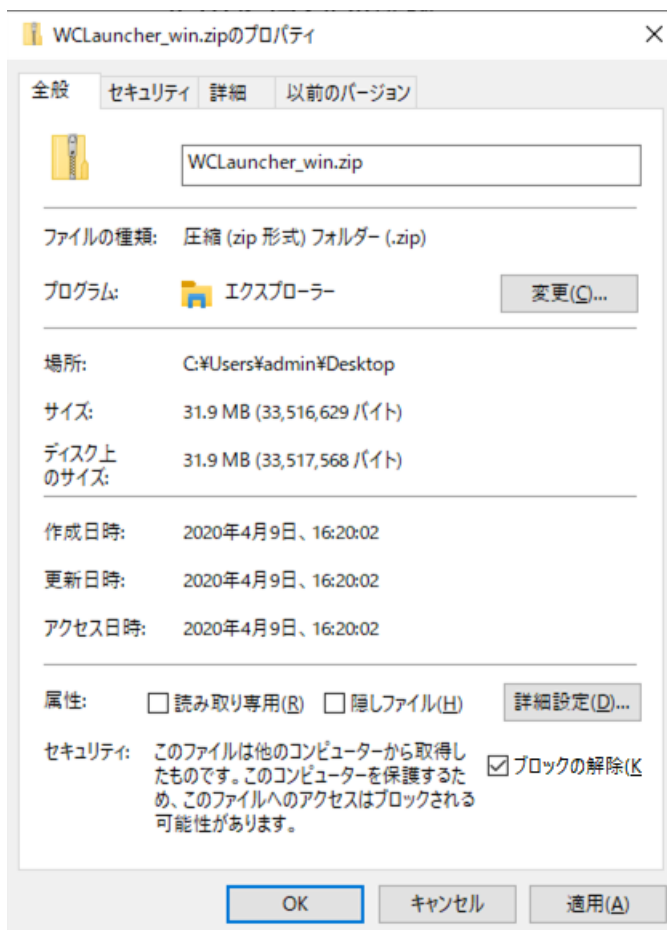 WCLauncher_win.zipのプロパティ
全般
セキュリティ
詳細
以前のバージョン
WCLauncher_win.zip
ファイルの種類: 圧縮 (zip 形式) フォルダー (.zip)
プログラム: エクスプローラー 変更(C)...
場所: C:¥Users¥admin¥Desktop
サイズ: 31.9 MB (33,516,629 バイト)
ディスク上
のサイズ: 31.9 MB (33,517,568 バイト)
作成日時: 2020年4月9日、16:20:02
更新日時: 2020年4月9日、16:20:02
アクセス日時: 2020年4月9日、16:20:02
属性: 読み取り専用(R) 隠しファイル(H) 詳細設定(D)...
セキュリティ: このファイルは他のコンピューターから取得し
たものです。このコンピューターを保護するた
め、このファイルへのアクセスはブロックされる
可能性があります。
ブロックの解除(K
OK キャンセル 適用(A)